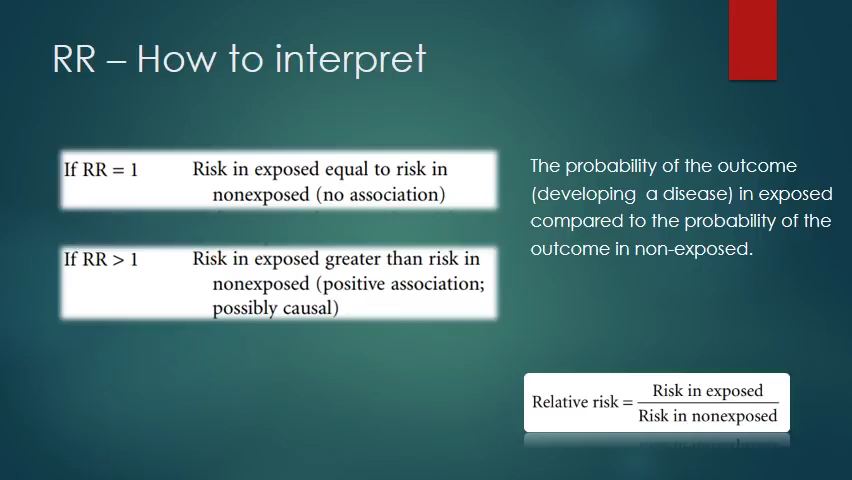 RR – How to interpret
If RR = 1 Risk in exposed equal to risk in
nonexposed (no association)
If RR > 1 Risk in exposed greater than risk in
nonexposed (positive association;
possibly causal)
The probability of the outcome
(developing a disease) in exposed
compared to the probability of the
outcome in non-exposed.
Relative risk = Risk in exposed
Risk in nonexposed